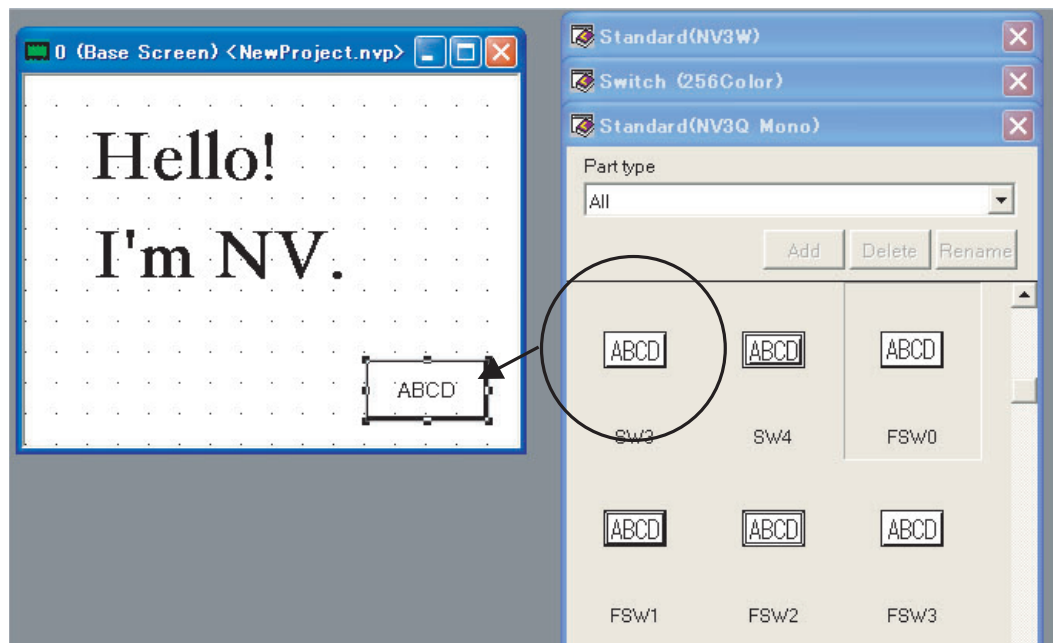 0 (Base Screen) <NewProject.nvp>
Hello!
I'm NV.
ABCD
Standard(NV3W)
Switch (256Color)
Standard(NV3Q Mono)
Part type
All
Add Delete Rename
ABCD ABCD ABCD
SW3 SW4 FSW0
ABCD ABCD ABCD
FSW1 FSW2 FSW3